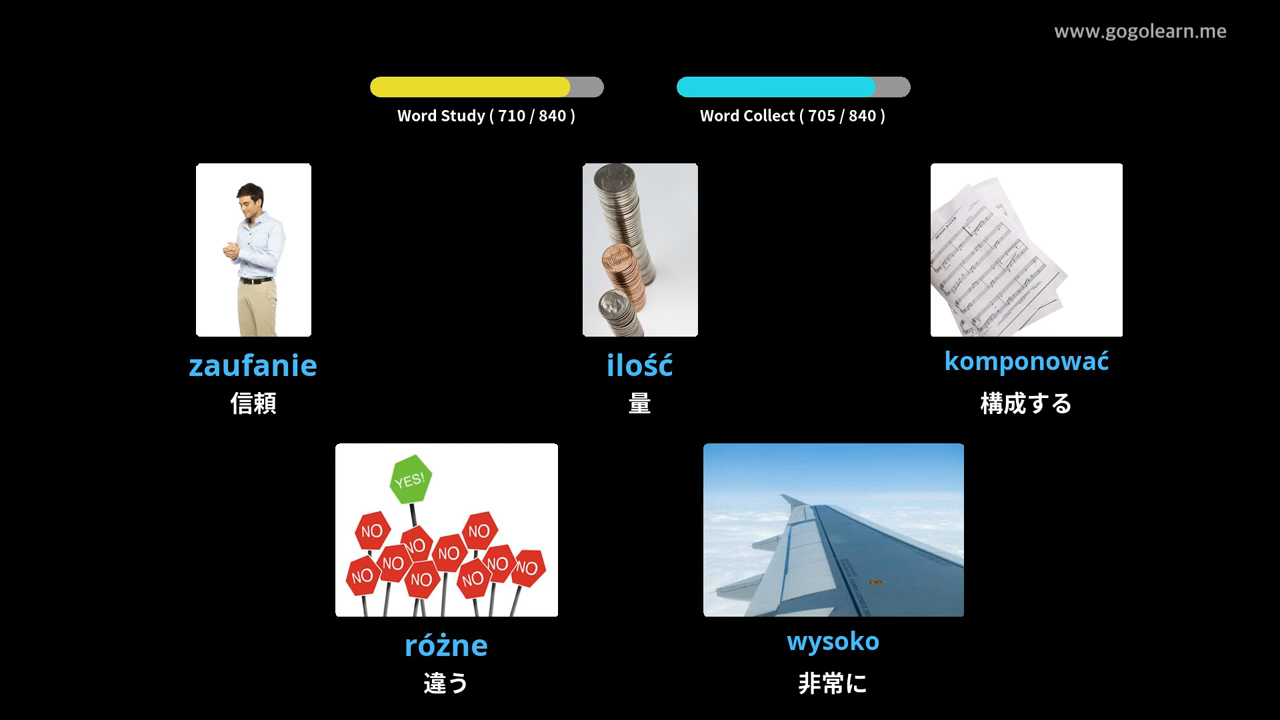 www.gogolearn.me
Word Study ( 710 / 840 )
Word Collect ( 705 / 840 )
zaufanie
信頼
ilość
量
komponować
構成する
YES!
NO
NO
NO
NO
NO
NO
NO
NO
NO
NO
różne
違う
wysoko
非常に